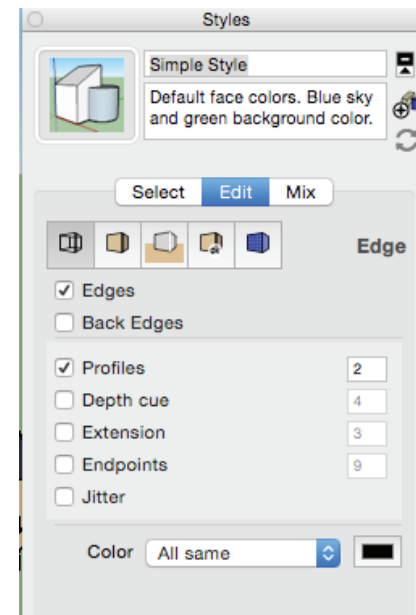 Styles
Simple Style
Default face colors. Blue sky
and green background color.
Select Edit Mix
Edge
Edges
Back Edges
Profiles 2
Depth cue 4
Extension 3
Endpoints 9
Jitter
Color All same